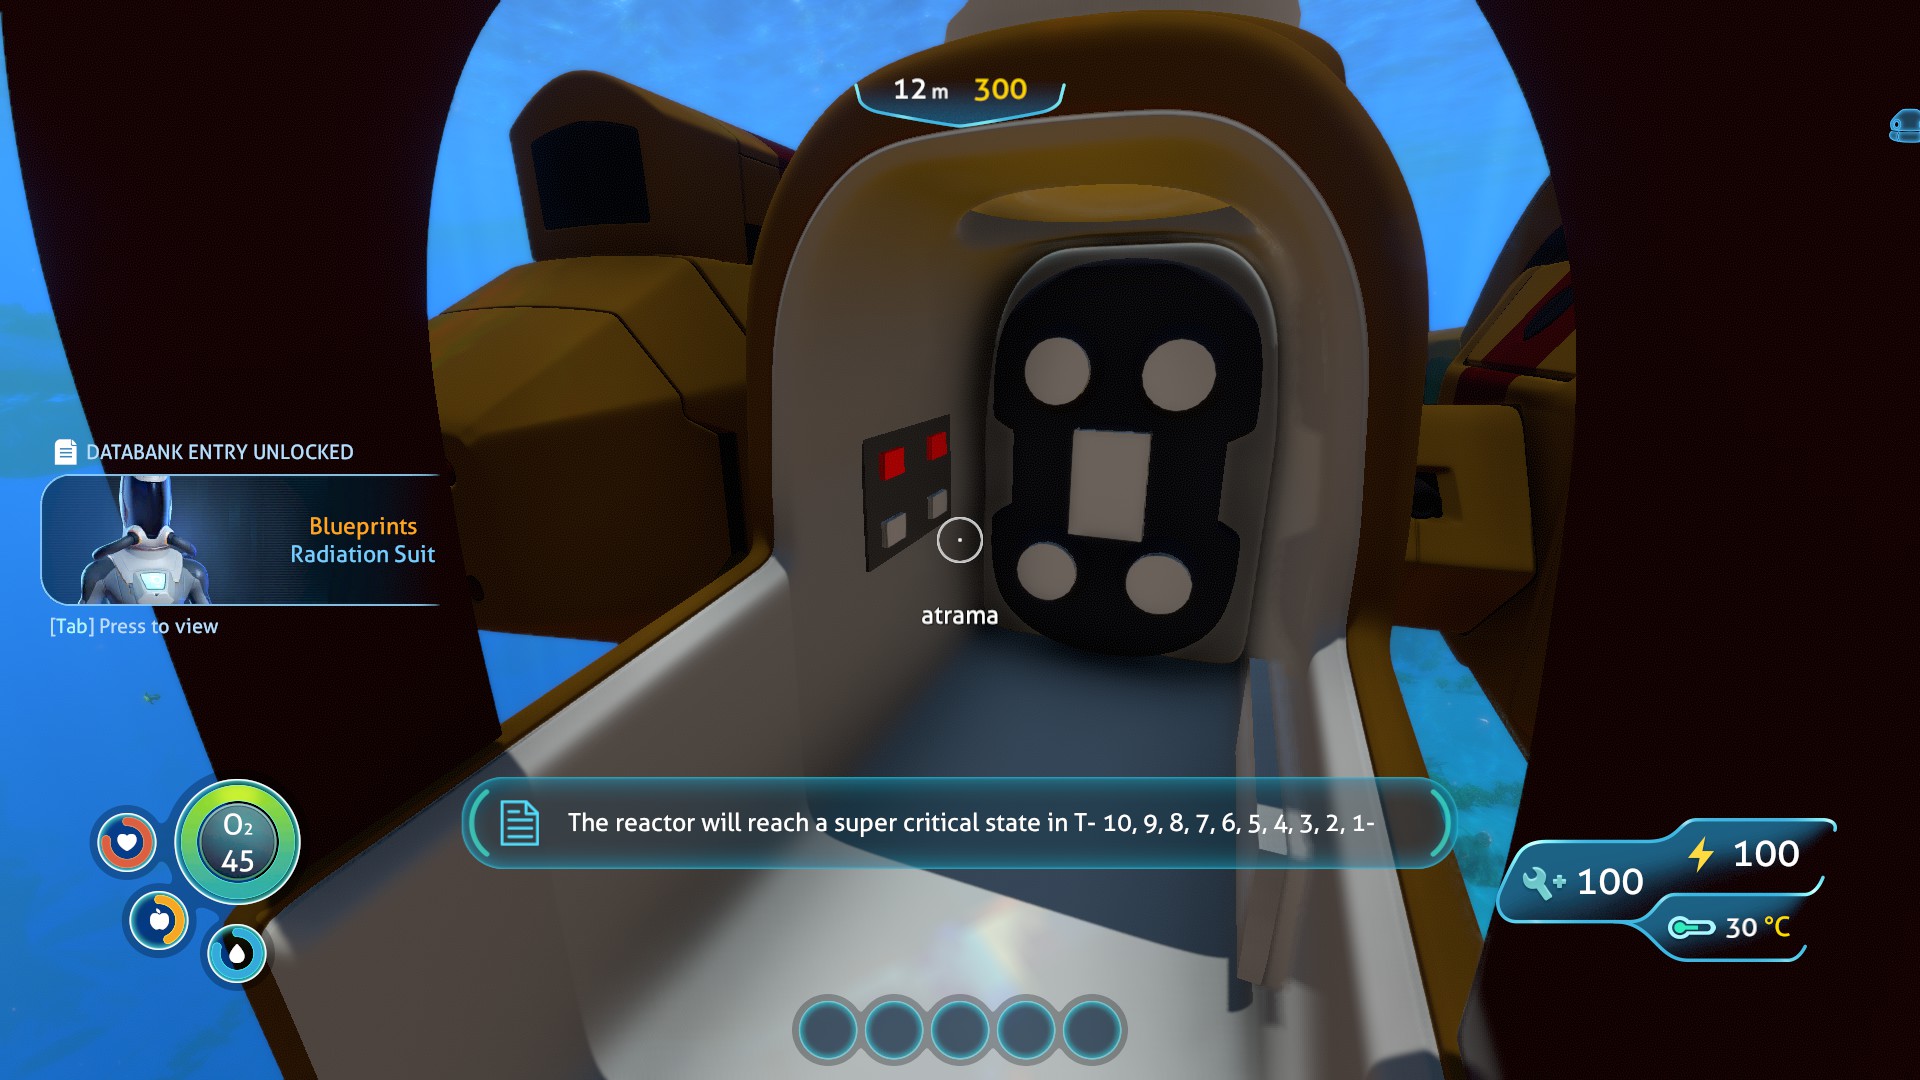 12 m 300
DATABANK ENTRY UNLOCKED
Blueprints
Radiation Suit
[Tab] Press to view
atrama
The reactor will reach a super critical state in T- 10, 9, 8, 7, 6, 5, 4, 3, 2, 1-
O₂
45
100
100
30 °C